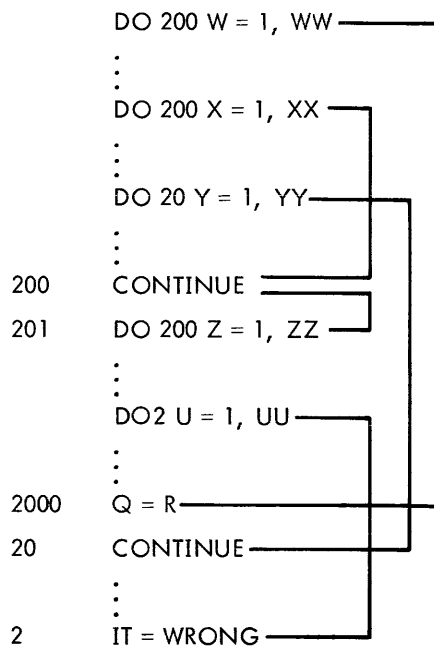 DO 200 W = 1, WW
DO 200 X = 1, XX
DO 20 Y = 1, YY
200 CONTINUE
201 DO 200 Z = 1, ZZ
DO2 U = 1, UU
2000 Q = R
20 CONTINUE
2 IT = WRONG